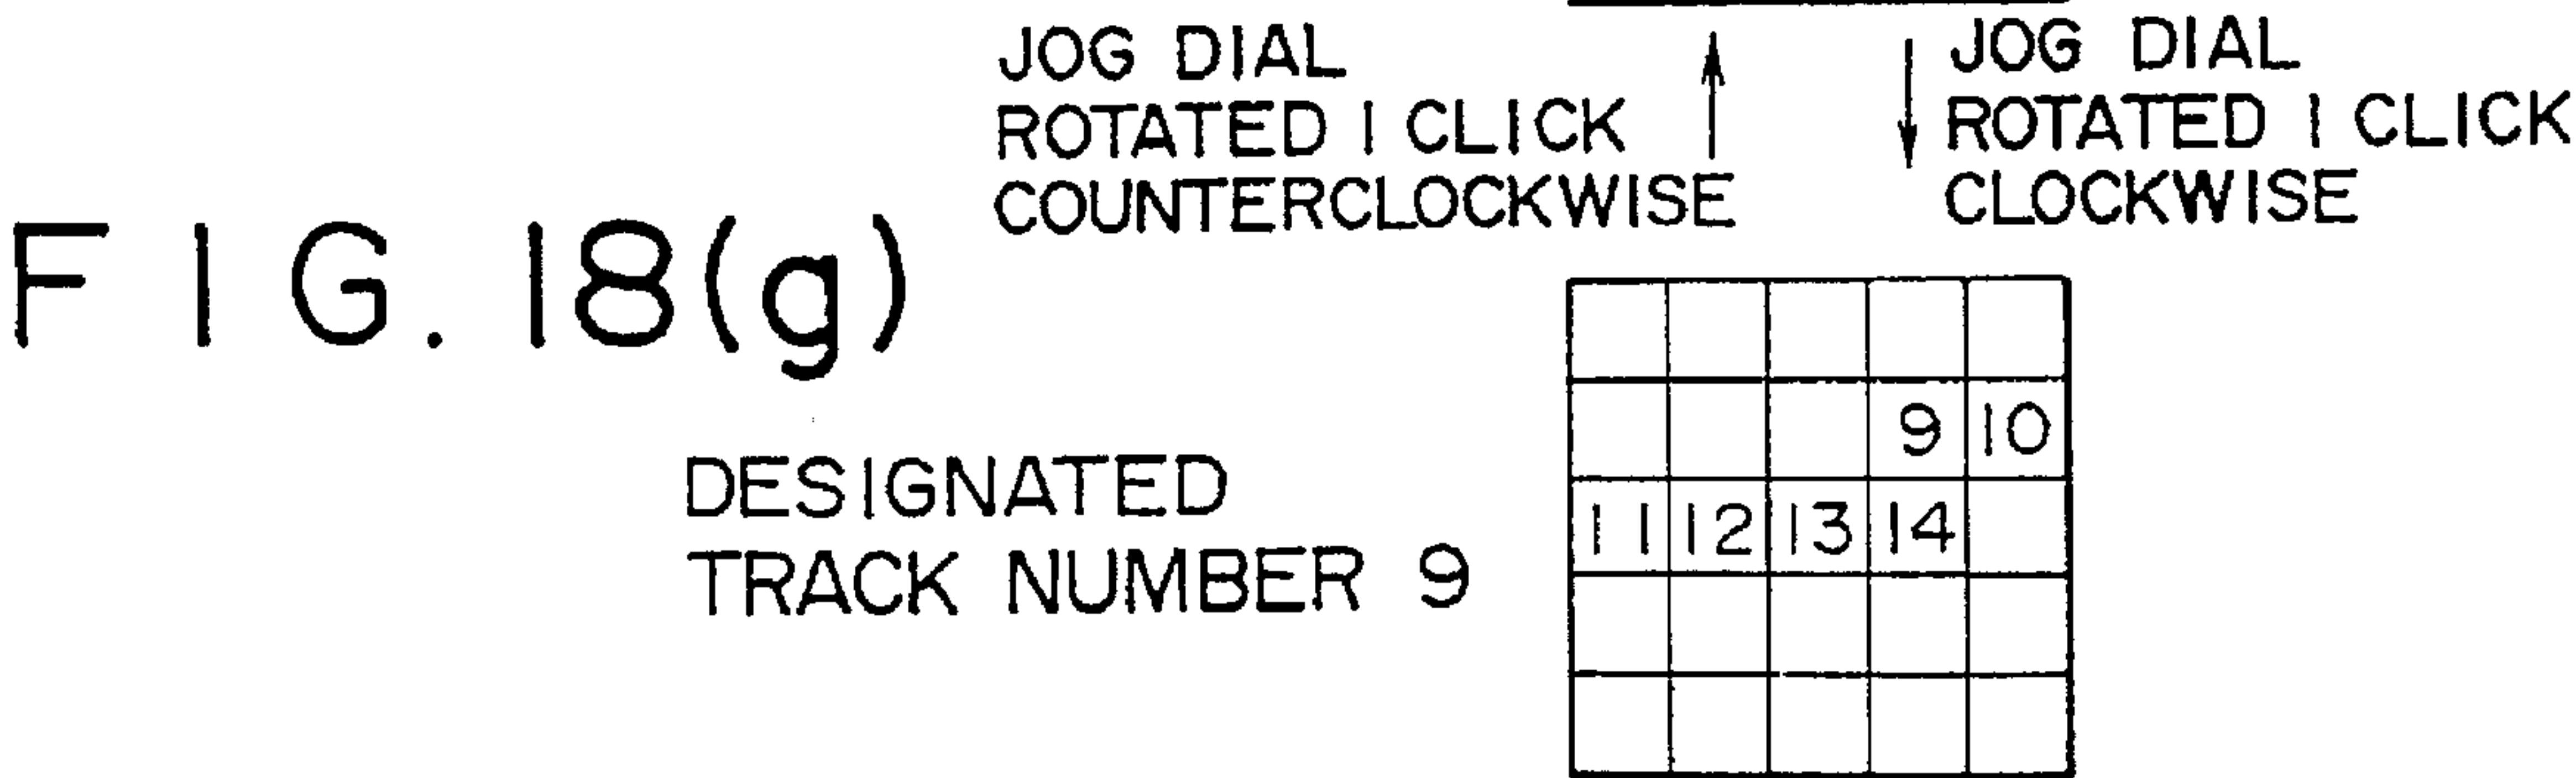 JOG DIAL
ROTATED 1 CLICK
COUNTERCLOCKWISE
JOG DIAL
ROTATED 1 CLICK
CLOCKWISE
FIG. 18(g)
DESIGNATED
TRACK NUMBER 9
9 10
11 12 13 14